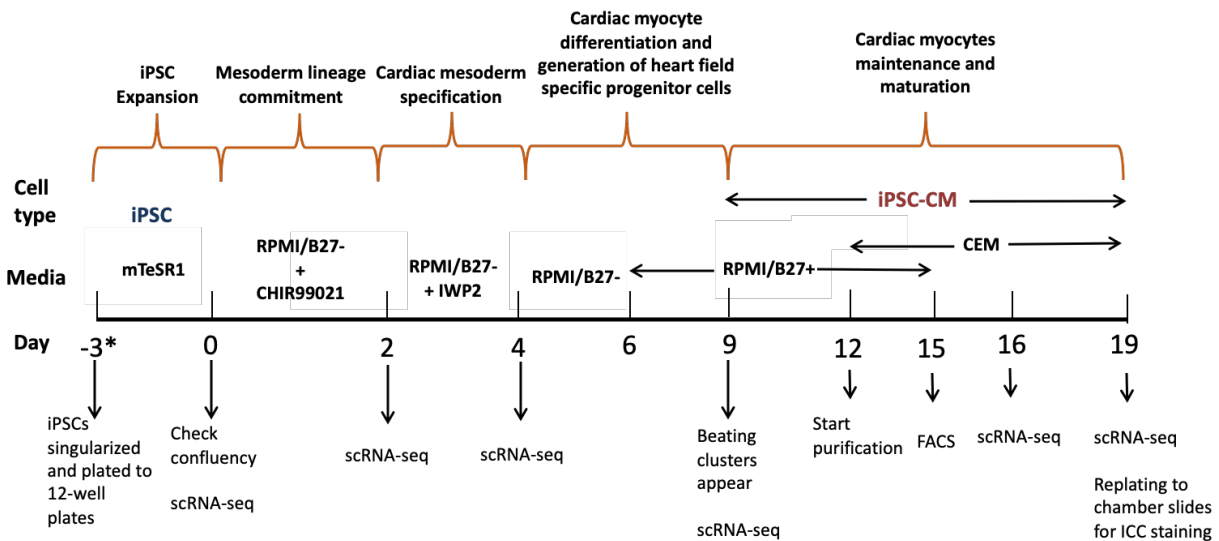 iPSC
Expansion
Mesoderm lineage
commitment
Cardiac mesoderm
specification
Cardiac myocyte
differentiation and
generation of heart field
specific progenitor cells
Cardiac myocytes
maintenance and
maturation
Cell
type
iPSC
iPSC-CM
Media
mTeSR1
RPMI/B27-
+
CHIR99021
RPMI/B27-
+ IWP2
RPMI/B27-
RPMI/B27+
CEM
Day
-3*
0
2
4
6
9
12
15
16
19
iPSCs
singularized
and plated to
12-well
plates
Check
confluency
scRNA-seq
scRNA-seq
scRNA-seq
Beating
clusters
appear
scRNA-seq
Start
purification
FACS
scRNA-seq
scRNA-seq
Replating to
chamber slides
for ICC staining